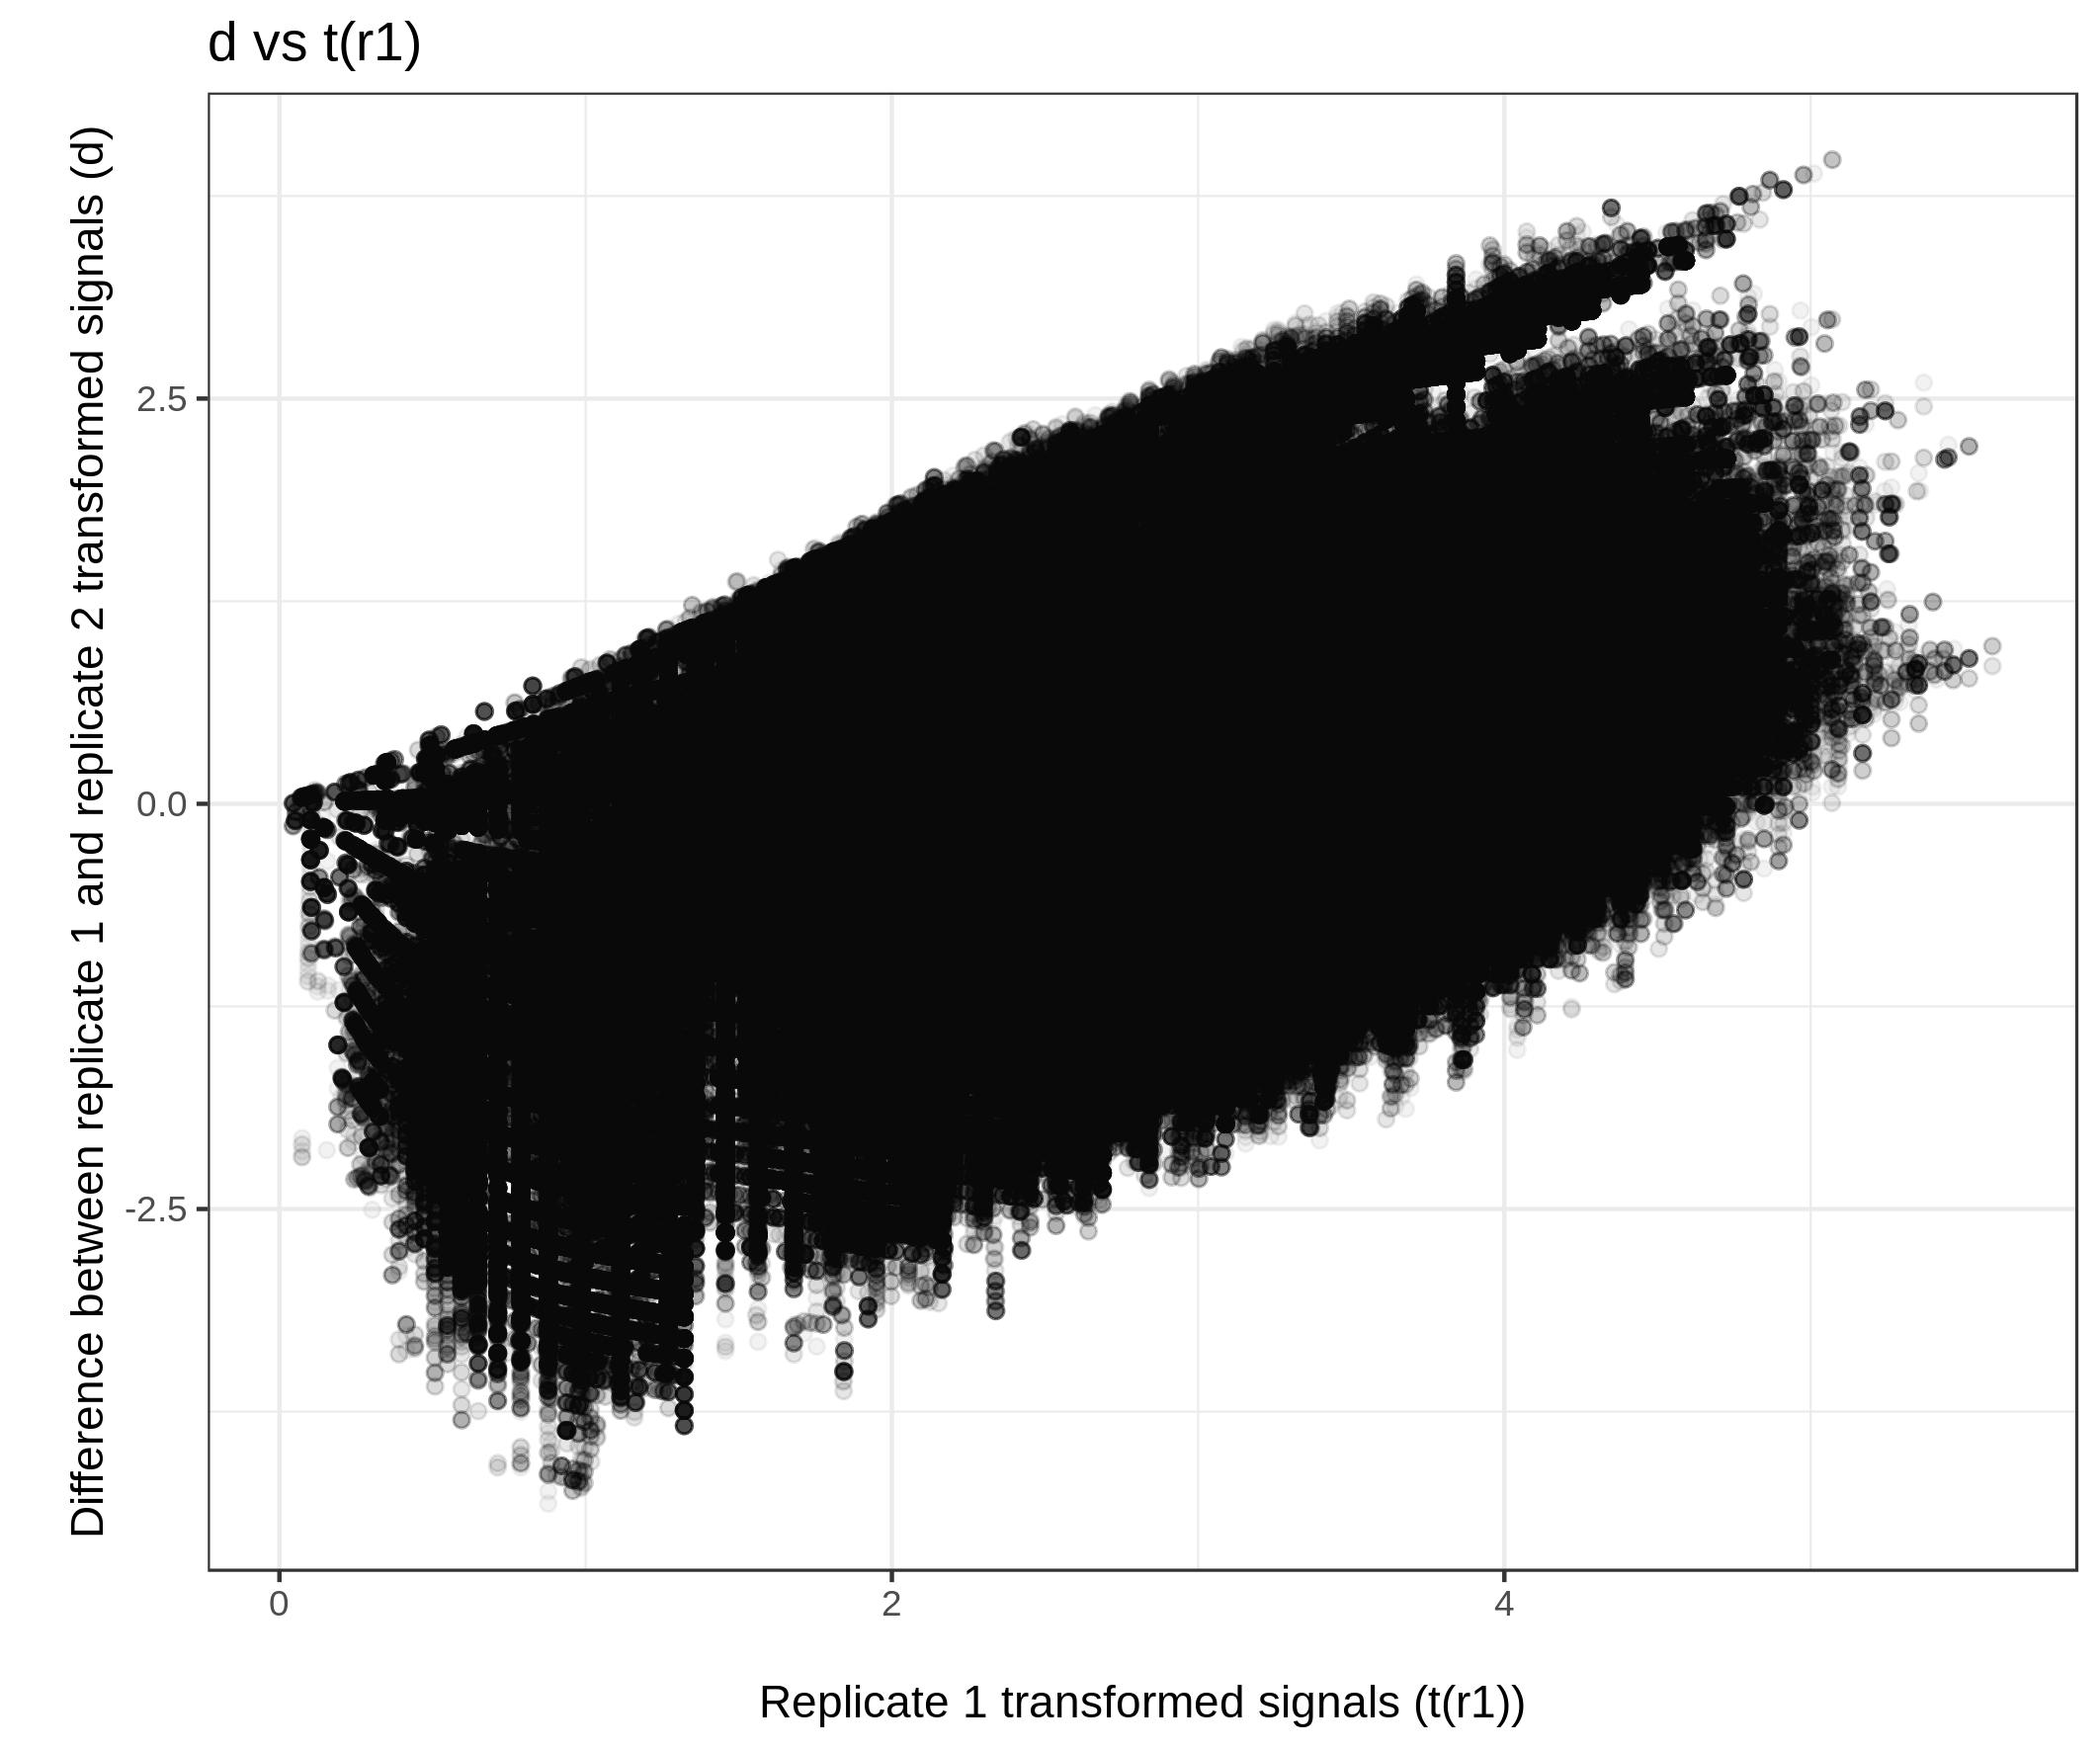 d vs t(r1)
Difference between replicate 1 and replicate 2 transformed signals (d)
2.5
0.0
-2.5
0
2
4
Replicate 1 transformed signals (t(r1))